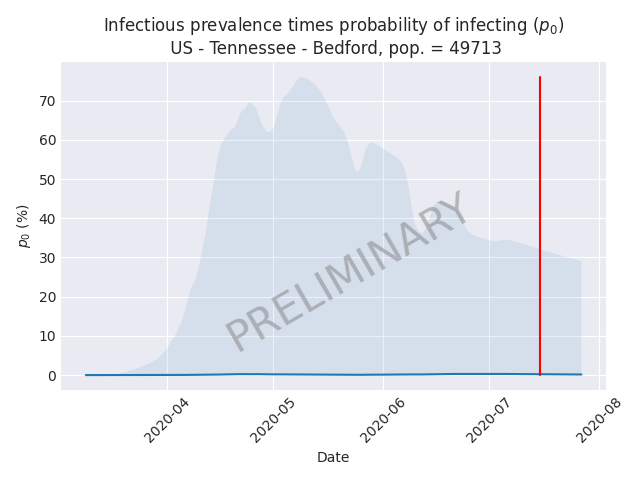 Infectious prevalence times probability of infecting (p₀)
US - Tennessee - Bedford, pop. = 49713
p₀ (%)
70
60
50
40
30
20
10
0
PRELIMINARY
2020-04
2020-05
2020-06
2020-07
2020-08
Date